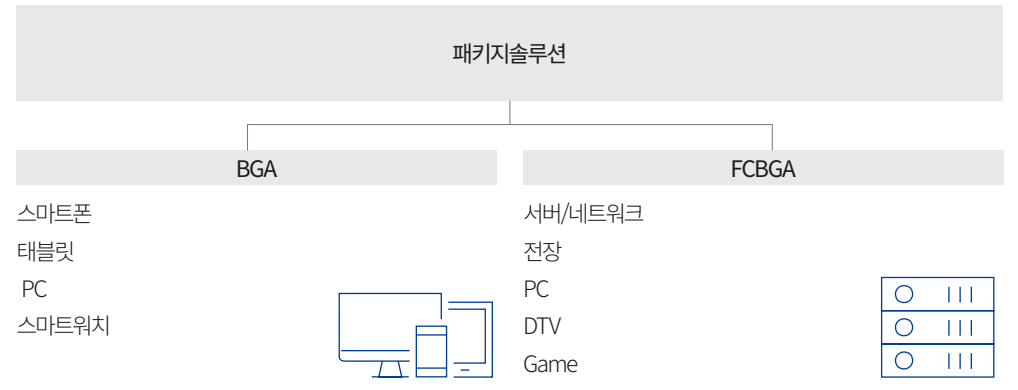 패키지솔루션
BGA
스마트폰
태블릿
PC
스마트워치
FCBGA
서버/네트워크
전장
PC
DTV
Game